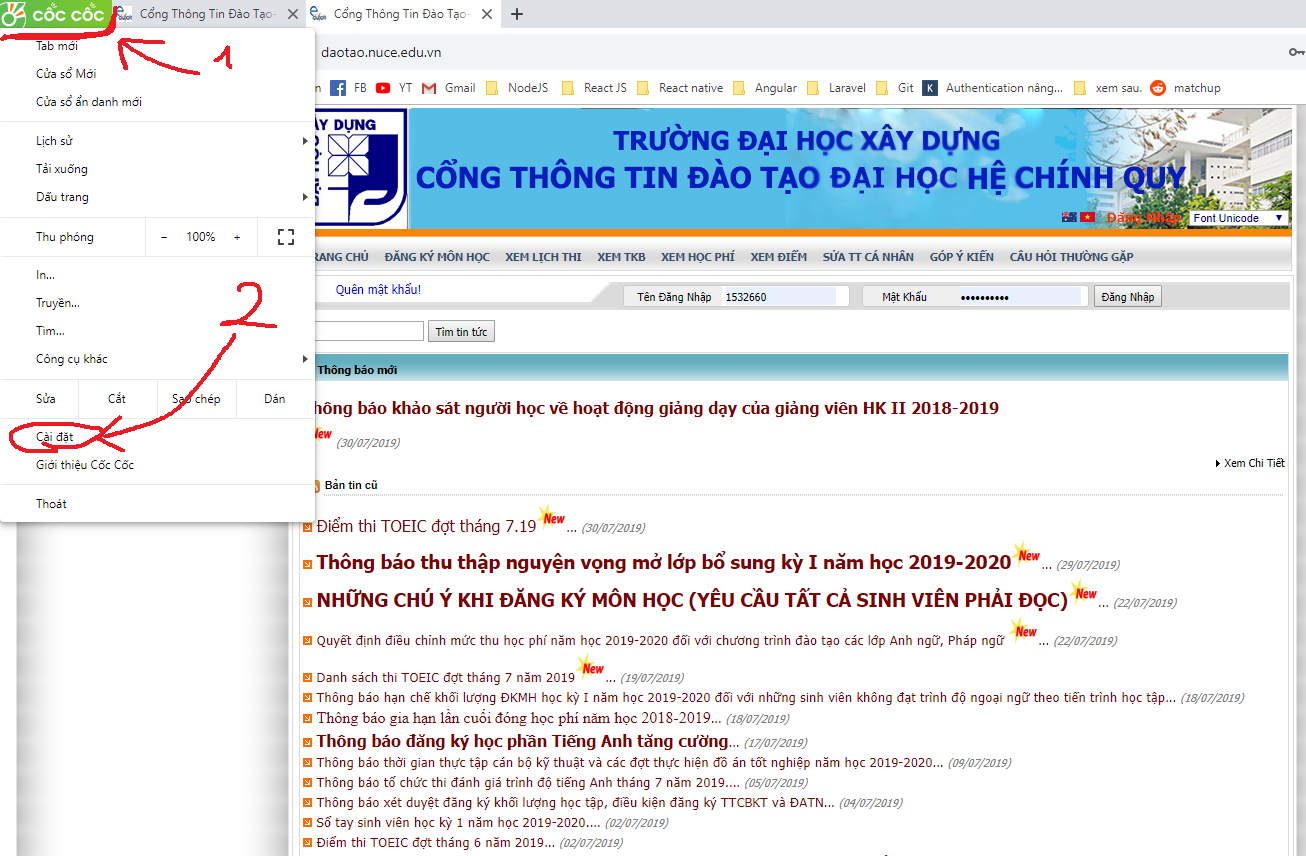 cốc cốc
Cổng Thông Tin Đào Tạo
Cổng Thông Tin Đào Tạo
1
Tab mới
Cửa sổ Mới
Cửa sổ ẩn danh mới
Lịch sử
Tải xuống
Dấu trang
Thu phóng − 100% +
In...
Truyền...
Tìm...
Công cụ khác
Sửa Cắt Sao chép Dán
Cài đặt
Giới thiệu Cốc Cốc
Thoát
2
daotao.nuce.edu.vn
FB YT Gmail NodeJS React JS React native Angular Laravel Git K Authentication nâng... xem sau. matchup
ÂY DỰNG
TRƯỜNG ĐẠI HỌC XÂY DỰNG
CỔNG THÔNG TIN ĐÀO TẠO ĐẠI HỌC HỆ CHÍNH QUY
Đăng Nhập Font Unicode
RANG CHỦ ĐĂNG KÝ MÔN HỌC XEM LỊCH THI XEM TKB XEM HỌC PHÍ XEM ĐIỂM SỬA TT CÁ NHÂN GÓP Ý KIẾN CÂU HỎI THƯỜNG GẶP
Quên mật khẩu! Tên Đăng Nhập 1532660 Mật Khẩu •••••••••• Đăng Nhập
Tìm tin tức
Thông báo mới
hông báo khảo sát người học về hoạt động giảng dạy của giảng viên HK II 2018-2019
New (30/07/2019)
Xem Chi Tiết
Bản tin cũ
Điểm thi TOEIC đợt tháng 7.19 New ... (30/07/2019)
Thông báo thu thập nguyện vọng mở lớp bổ sung kỳ I năm học 2019-2020 New ... (29/07/2019)
NHỮNG CHÚ Ý KHI ĐĂNG KÝ MÔN HỌC (YÊU CẦU TẤT CẢ SINH VIÊN PHẢI ĐỌC) New ... (22/07/2019)
Quyết định điều chỉnh mức thu học phí năm học 2019-2020 đối với chương trình đào tạo các lớp Anh ngữ, Pháp ngữ New ... (22/07/2019)
Danh sách thi TOEIC đợt tháng 7 năm 2019 New ... (19/07/2019)
Thông báo hạn chế khối lượng ĐKMH học kỳ I năm học 2019-2020 đối với những sinh viên không đạt trình độ ngoại ngữ theo tiến trình học tập... (18/07/2019)
Thông báo gia hạn lần cuối đóng học phí năm học 2018-2019... (18/07/2019)
Thông báo đăng ký học phần Tiếng Anh tăng cường... (17/07/2019)
Thông báo thời gian thực tập cán bộ kỹ thuật và các đợt thực hiện đồ án tốt nghiệp năm học 2019-2020... (09/07/2019)
Thông báo tổ chức thi đánh giá trình độ tiếng Anh tháng 7 năm 2019.... (05/07/2019)
Thông báo xét duyệt đăng ký khối lượng học tập, điều kiện đăng ký TTCBKT và ĐATN... (04/07/2019)
Sổ tay sinh viên học kỳ 1 năm học 2019-2020.... (02/07/2019)
Điểm thi TOEIC đợt tháng 6 năm 2019... (02/07/2019)